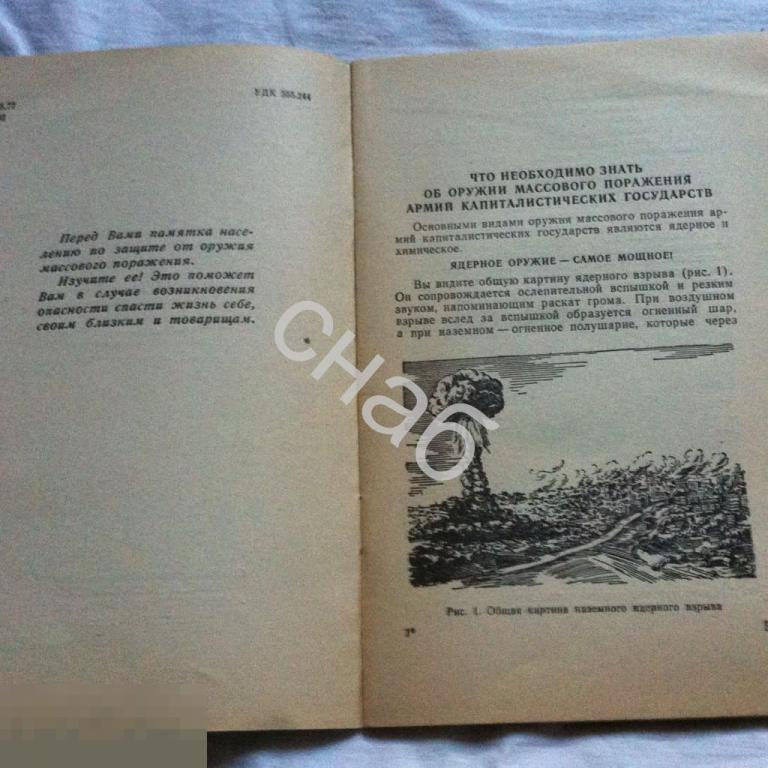 УДК 355.244
Перед Вами памятка насе-
лению по защите от оружия
массового поражения.
Изучите ее! Это поможет
Вам в случае возникновения
опасности спасти жизнь себе,
своим близким и товарищам.
ЧТО НЕОБХОДИМО ЗНАТЬ
ОБ ОРУЖИИ МАССОВОГО ПОРАЖЕНИЯ
АРМИЙ КАПИТАЛИСТИЧЕСКИХ ГОСУДАРСТВ
Основными видами оружия массового поражения ар-
мий капиталистических государств являются ядерное и
химическое.
ЯДЕРНОЕ ОРУЖИЕ — САМОЕ МОЩНОЕ!
Вы видите общую картину ядерного взрыва (рис. 1).
Он сопровождается ослепительной вспышкой и резким
звуком, напоминающим раскат грома. При воздушном
взрыве вслед за вспышкой образуется огненный шар,
а при наземном — огненное полушарие, которые через
Рис. 1. Общая картина наземного ядерного взрыва
2*
снаб